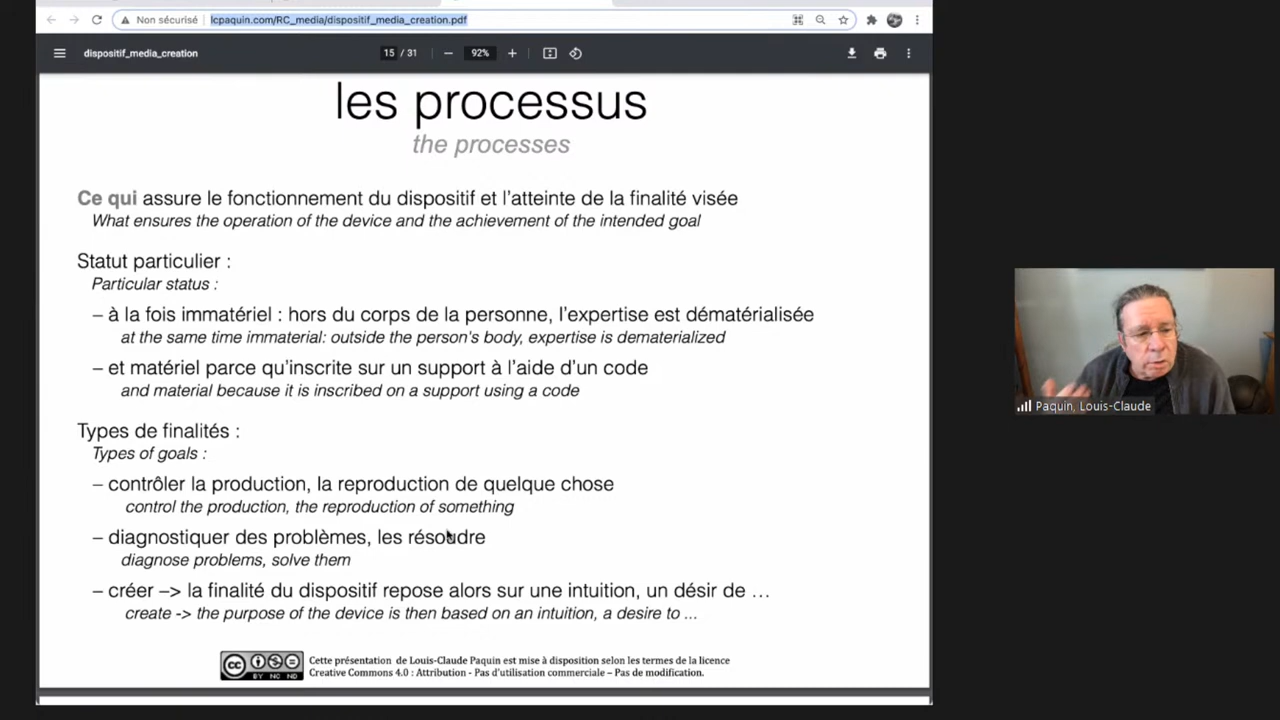 Non sécurisé
lcpaquin.com/RC_media/dispositif_media_creation.pdf
dispositif_media_creation
15 / 31
92%
les processus
the processes
Ce qui assure le fonctionnement du dispositif et l'atteinte de la finalité visée
What ensures the operation of the device and the achievement of the intended goal
Statut particulier :
Particular status :
– à la fois immatériel : hors du corps de la personne, l'expertise est dématérialisée
at the same time immaterial: outside the person's body, expertise is dematerialized
– et matériel parce qu'inscrite sur un support à l'aide d'un code
and material because it is inscribed on a support using a code
Types de finalités :
Types of goals :
– contrôler la production, la reproduction de quelque chose
control the production, the reproduction of something
– diagnostiquer des problèmes, les résoudre
diagnose problems, solve them
– créer –> la finalité du dispositif repose alors sur une intuition, un désir de …
create -> the purpose of the device is then based on an intuition, a desire to ...
cc
BY NC ND
Cette présentation de Louis-Claude Paquin est mise à disposition selon les termes de la licence
Creative Commons 4.0 : Attribution - Pas d'utilisation commerciale – Pas de modification.
Paquin, Louis-Claude